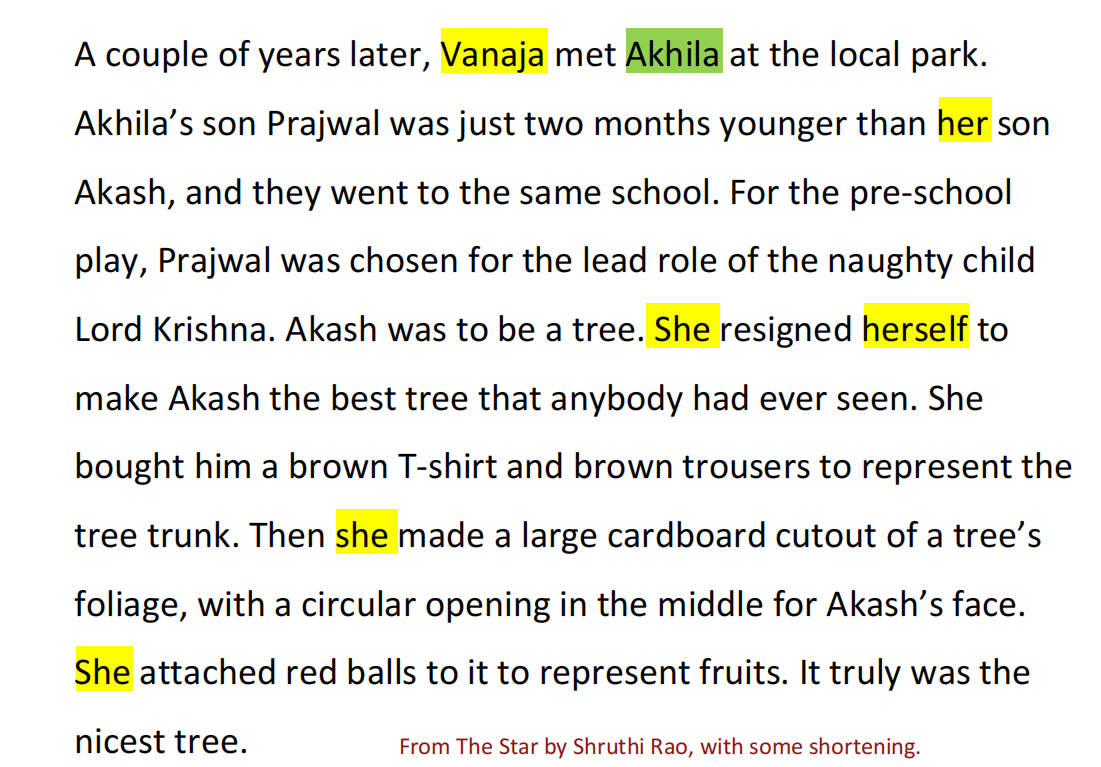 A couple of years later, Vanaja met Akhila at the local park.
Akhila’s son Prajwal was just two months younger than her son
Akash, and they went to the same school. For the pre-school
play, Prajwal was chosen for the lead role of the naughty child
Lord Krishna. Akash was to be a tree. She resigned herself to
make Akash the best tree that anybody had ever seen. She
bought him a brown T-shirt and brown trousers to represent the
tree trunk. Then she made a large cardboard cutout of a tree’s
foliage, with a circular opening in the middle for Akash’s face.
She attached red balls to it to represent fruits. It truly was the
nicest tree. From The Star by Shruthi Rao, with some shortening.